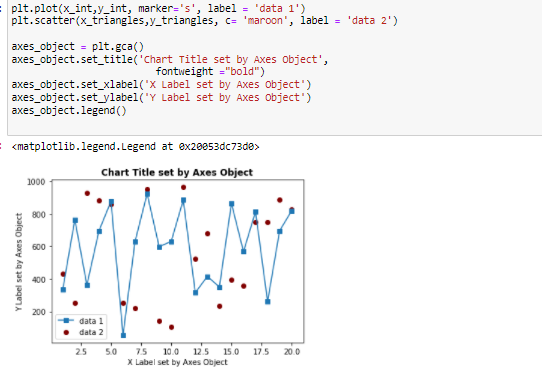 plt.plot(x_int,y_int, marker='s', label = 'data 1')
plt.scatter(x_triangles,y_triangles, c= 'maroon', label = 'data 2')
axes_object = plt.gca()
axes_object.set_title('Chart Title set by Axes Object',
fontweight ="bold")
axes_object.set_xlabel('X Label set by Axes Object')
axes_object.set_ylabel('Y Label set by Axes Object')
axes_object.legend()
<matplotlib.legend.Legend at 0x20053dc73d0>
Chart Title set by Axes Object
1000
800
600
400
200
Y Label set by Axes Object
data 1
data 2
2.5 5.0 7.5 10.0 12.5 15.0 17.5 20.0
X Label set by Axes Object